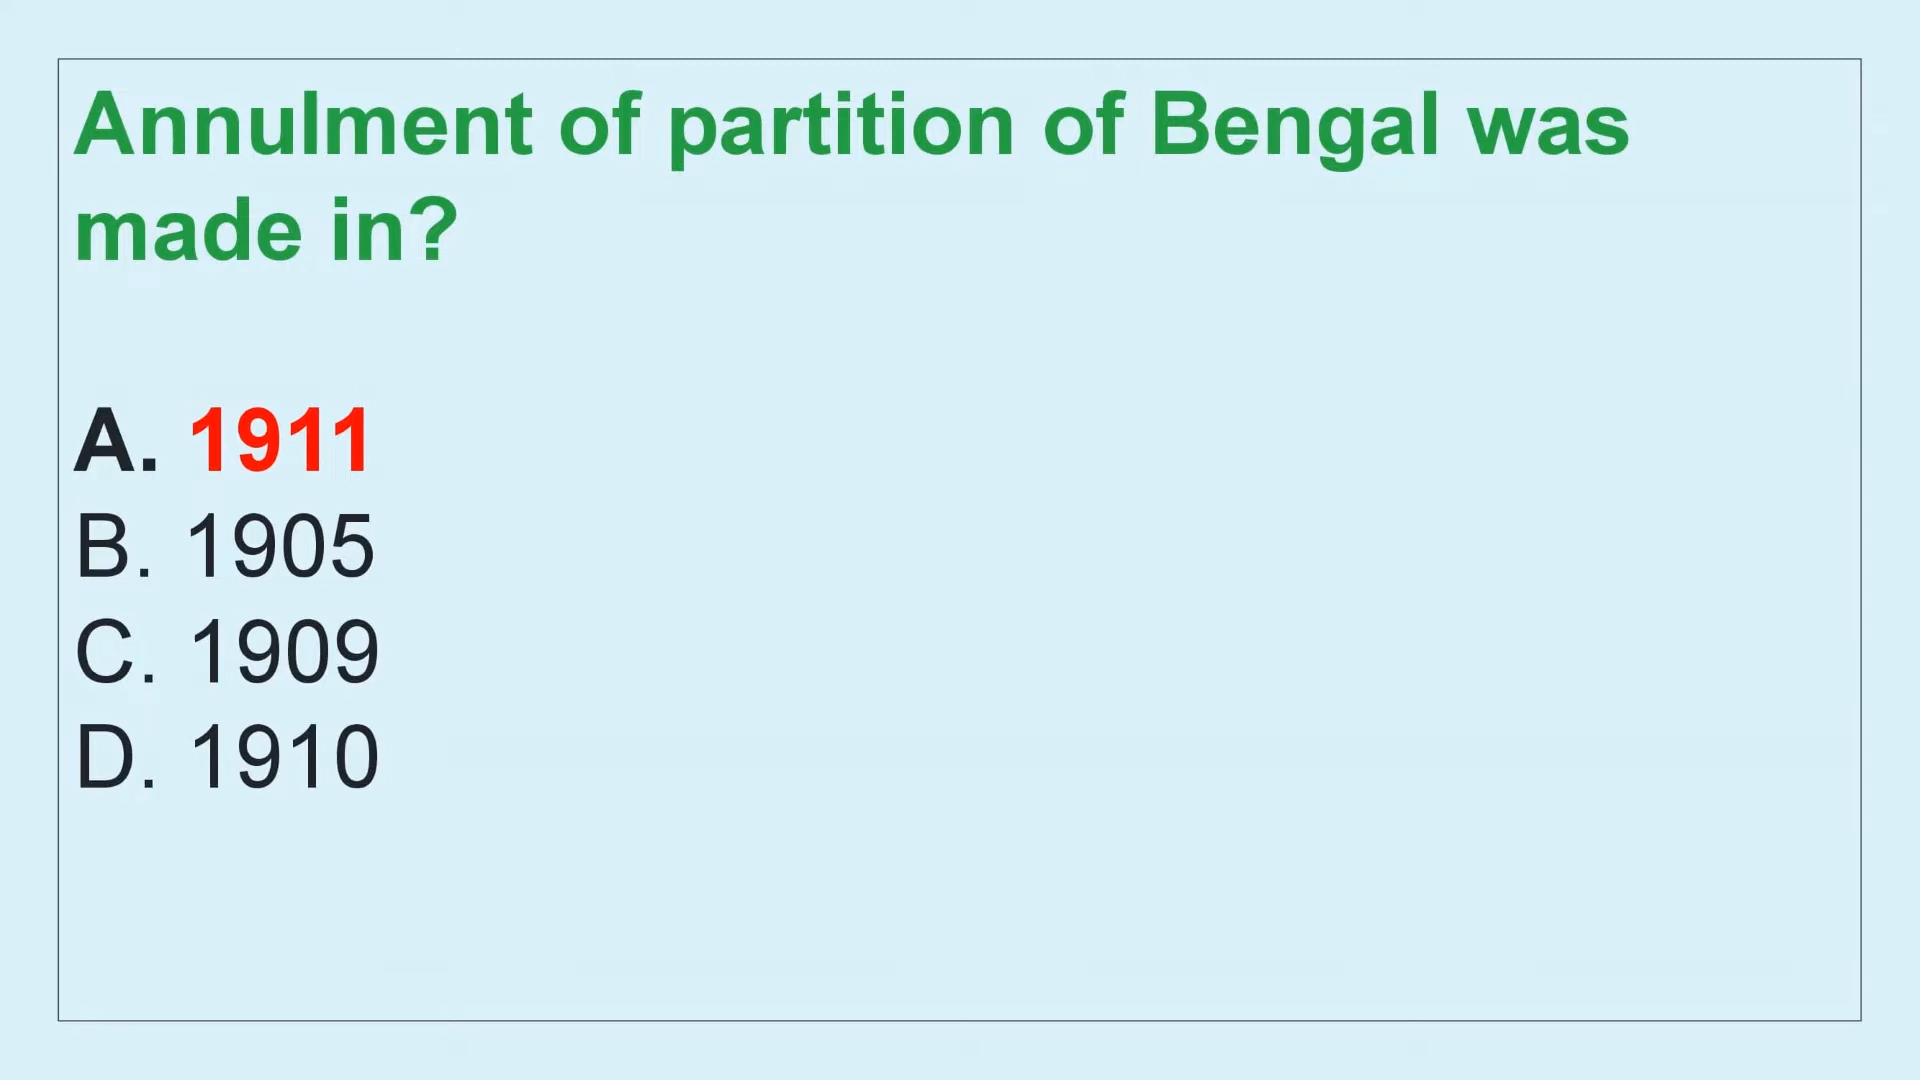 Annulment of partition of Bengal was
made in?
A. 1911
B. 1905
C. 1909
D. 1910